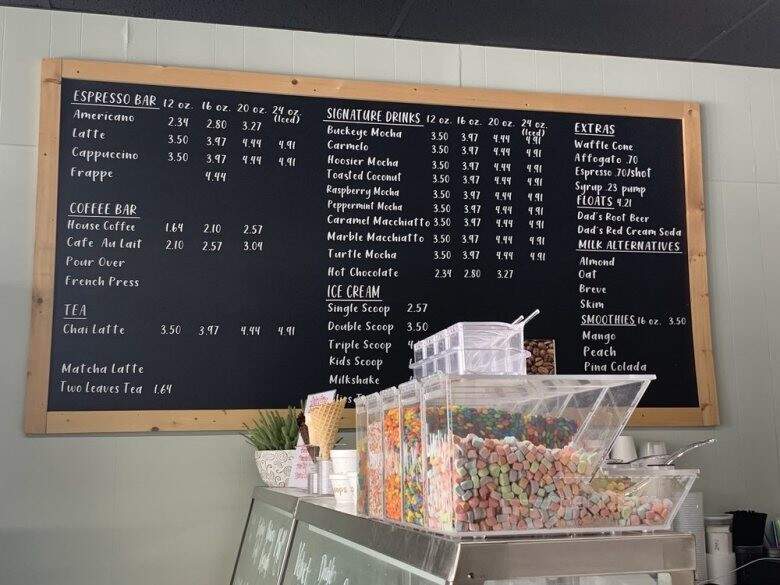 ESPRESSO BAR 12 oz. 16 oz. 20 oz. 24 oz. (Iced)
Americano 2.34 2.80 3.27
Latte 3.50 3.97 4.44 4.91
Cappuccino 3.50 3.97 4.44 4.91
Frappe 4.44
COFFEE BAR
House Coffee 1.64 2.10 2.57
Cafe Au Lait 2.10 2.57 3.04
Pour Over
French Press
TEA
Chai Latte 3.50 3.97 4.44 4.91
Matcha Latte
Two Leaves Tea 1.64
SIGNATURE DRINKS 12 oz. 16 oz. 20 oz. 24 oz. (Iced)
Buckeye Mocha 3.50 3.97 4.44 4.91
Carmelo 3.50 3.97 4.44 4.91
Hoosier Mocha 3.50 3.97 4.44 4.91
Toasted Coconut 3.50 3.97 4.44 4.91
Raspberry Mocha 3.50 3.97 4.44 4.91
Peppermint Mocha 3.50 3.97 4.44 4.91
Caramel Macchiatto 3.50 3.97 4.44 4.91
Marble Macchiatto 3.50 3.97 4.44 4.91
Turtle Mocha 3.50 3.97 4.44 4.91
Hot Chocolate 2.34 2.80 3.27
ICE CREAM
Single Scoop 2.57
Double Scoop 3.50
Triple Scoop
Kids Scoop
Milkshake
EXTRAS
Waffle Cone
Affogato .70
Espresso .70/shot
Syrup .23 pump
FLOATS 4.21
Dad's Root Beer
Dad's Red Cream Soda
MILK ALTERNATIVES
Almond
Oat
Breve
Skim
SMOOTHIES 16 oz. 3.50
Mango
Peach
Pina Colada